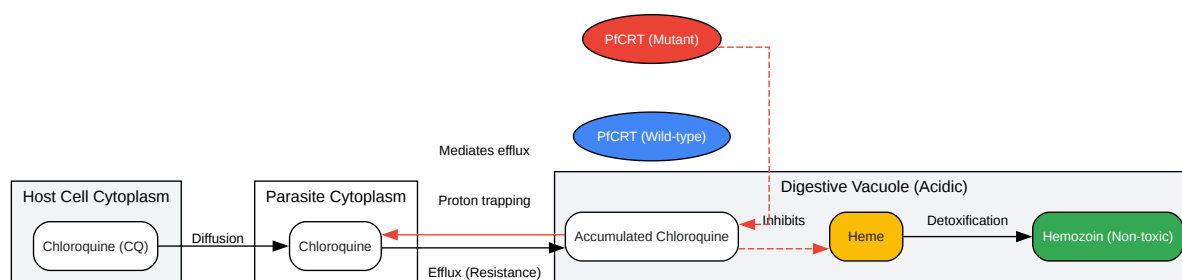 PfCRT (Mutant)
PfCRT (Wild-type)
Mediates efflux
Host Cell Cytoplasm
Parasite Cytoplasm
Proton trapping
Digestive Vacuole (Acidic)
Chloroquine (CQ)
Diffusion
Chloroquine
Efflux (Resistance)
Accumulated Chloroquine
Inhibits
Heme
Detoxification
Hemozoin (Non-toxic)